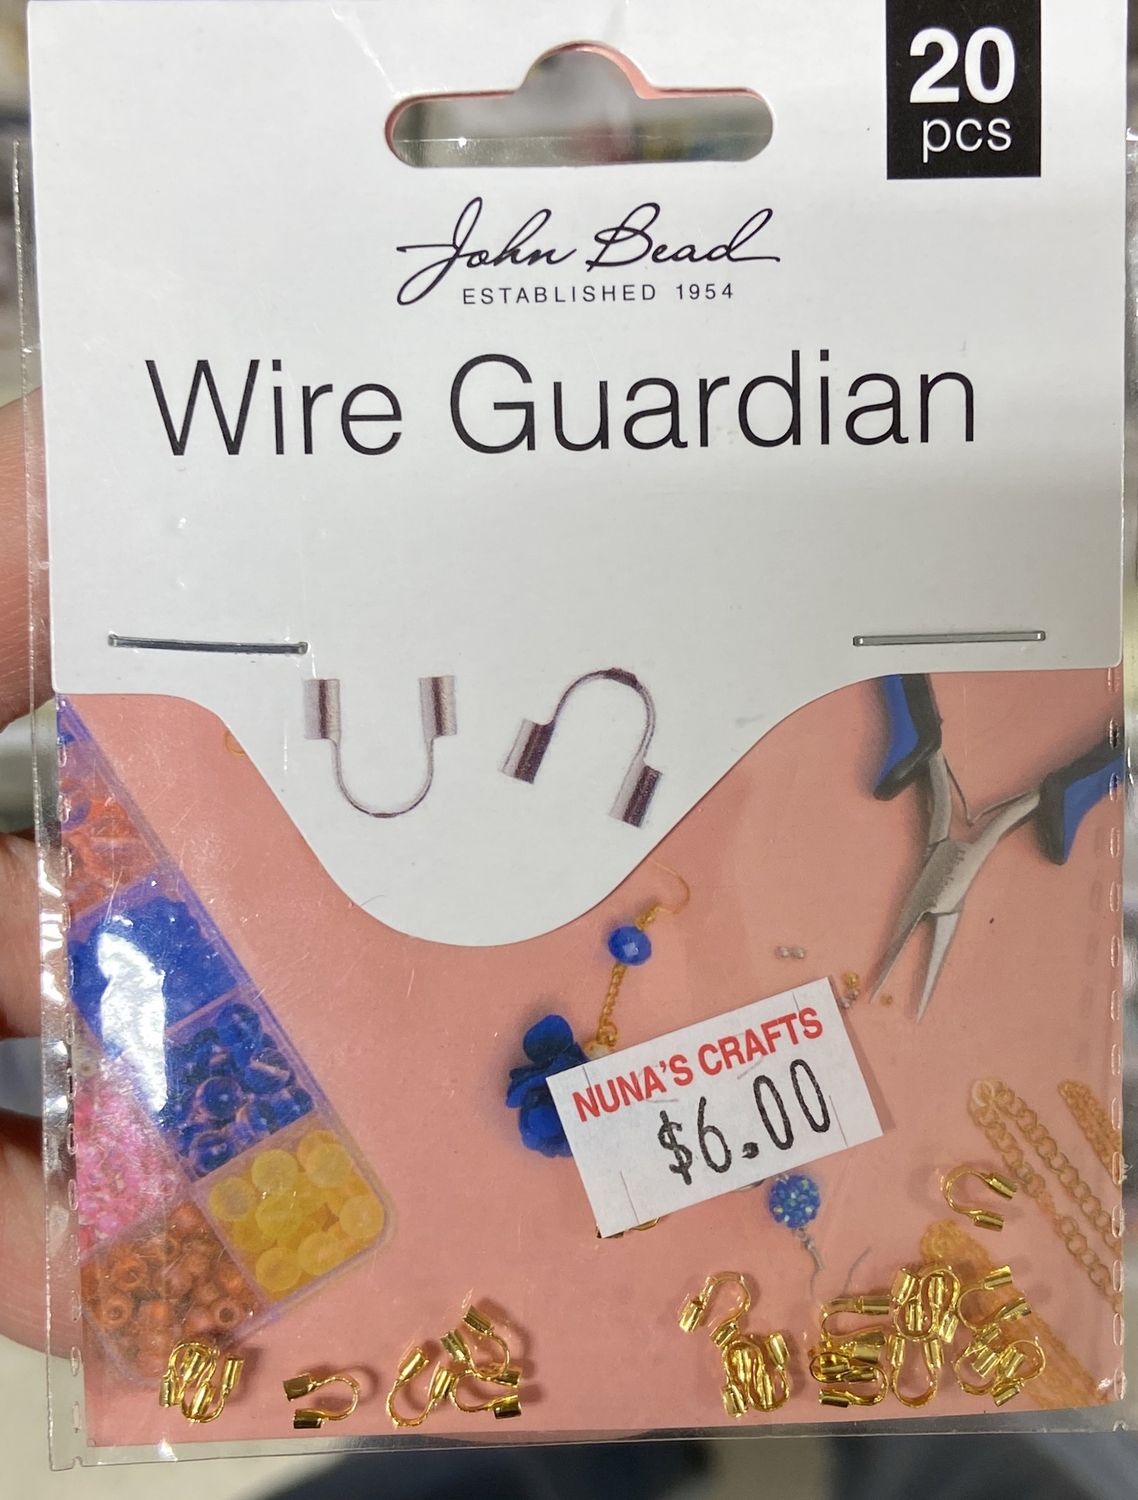 20
pcs
John Bead
ESTABLISHED 1954
Wire Guardian
NUNA'S CRAFTS
$6.00